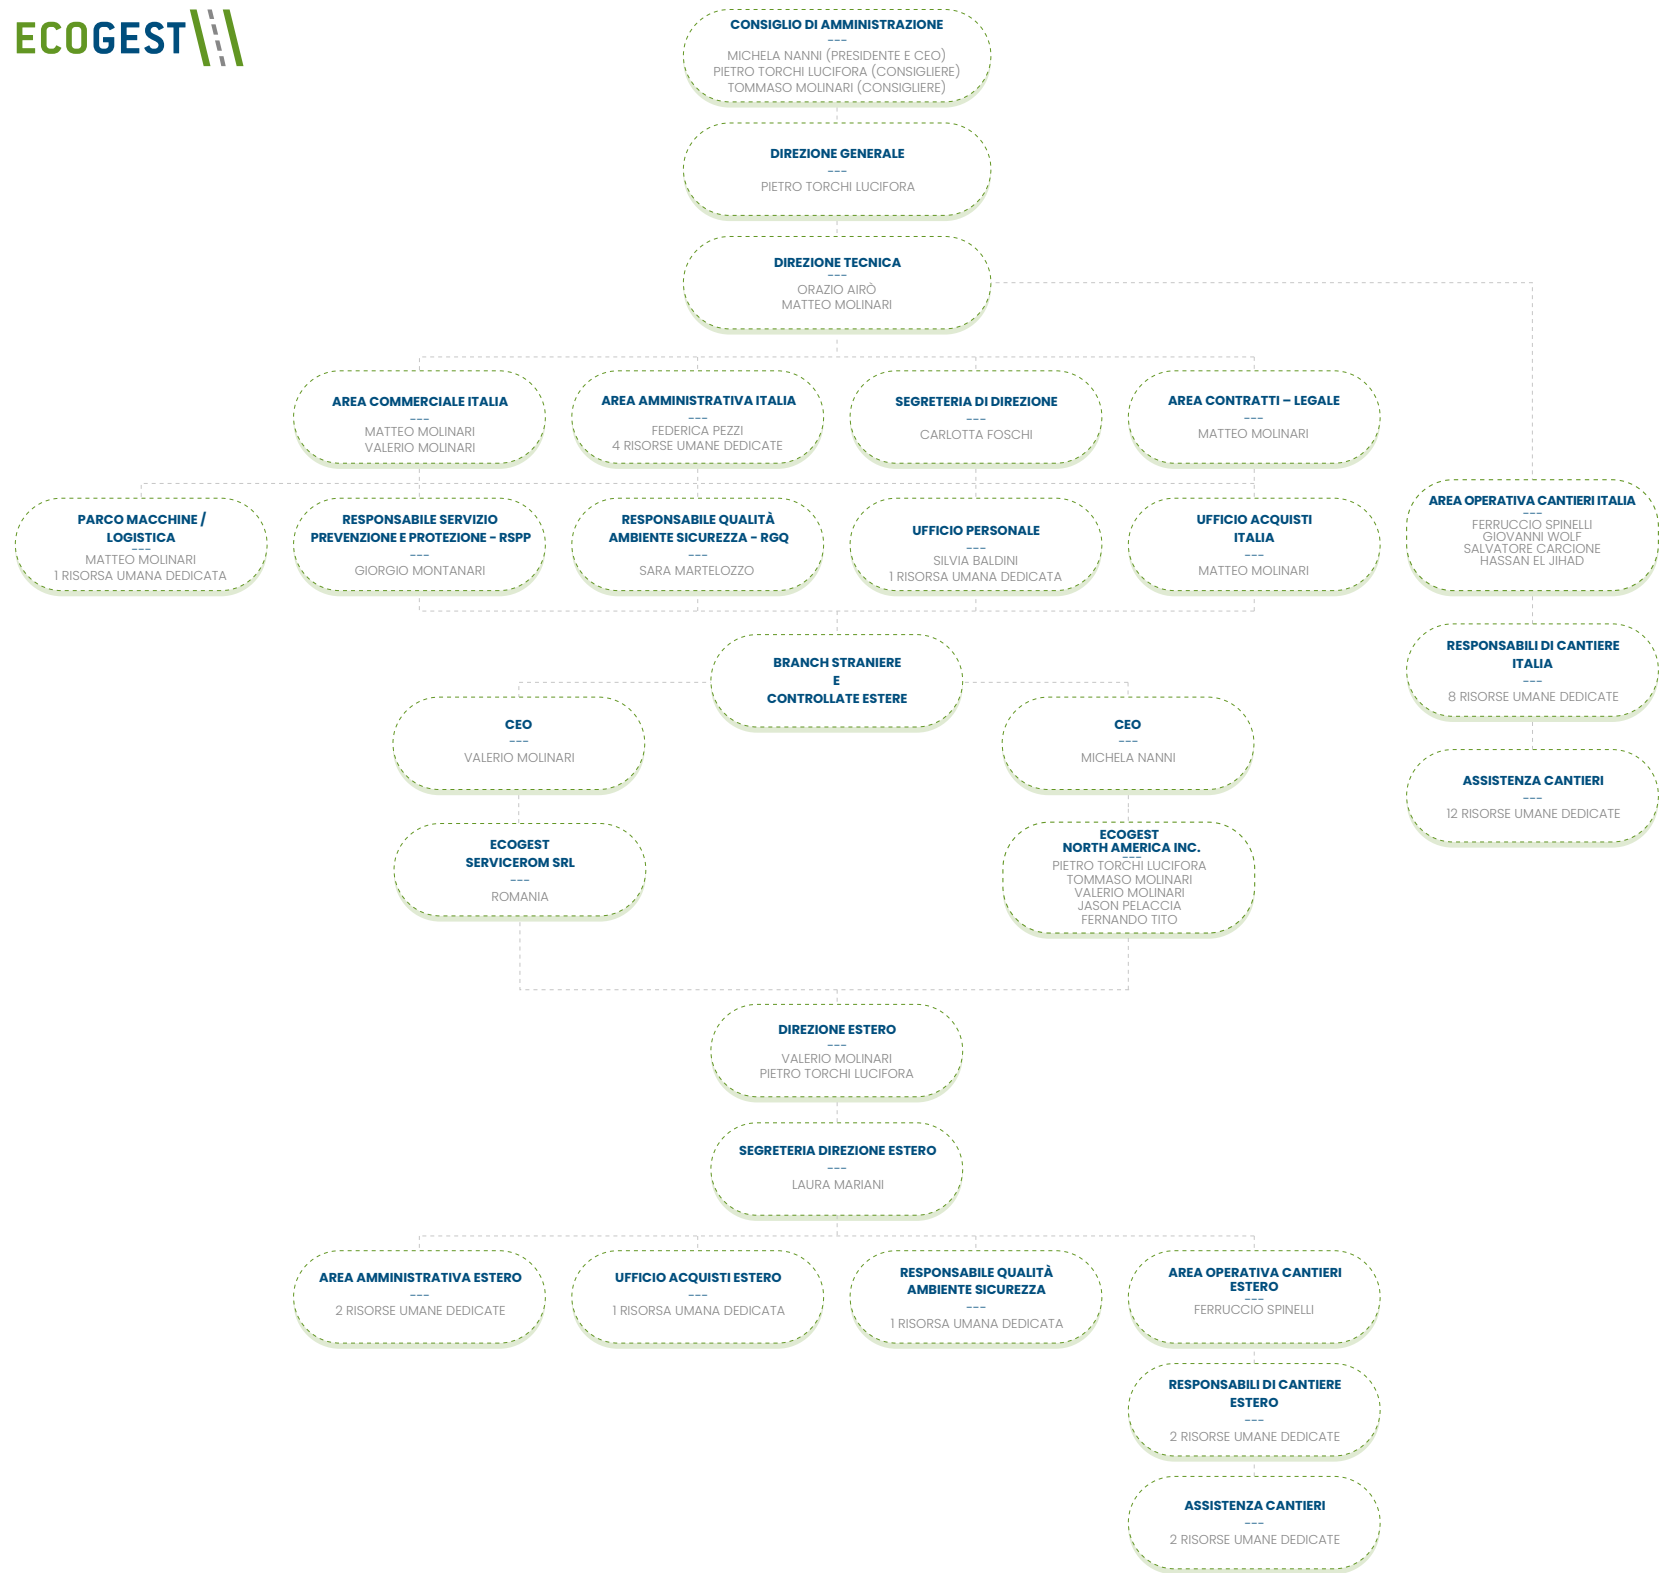 ECOGEST
CONSIGLIO DI AMMINISTRAZIONE
---
MICHELA NANNI (PRESIDENTE E CEO)
PIETRO TORCHI LUCIFORA (CONSIGLIERE)
TOMMASO MOLINARI (CONSIGLIERE)
DIREZIONE GENERALE
---
PIETRO TORCHI LUCIFORA
DIREZIONE TECNICA
---
ORAZIO AIRÒ
MATTEO MOLINARI
AREA COMMERCIALE ITALIA
---
MATTEO MOLINARI
VALERIO MOLINARI
AREA AMMINISTRATIVA ITALIA
---
FEDERICA PEZZI
4 RISORSE UMANE DEDICATE
SEGRETERIA DI DIREZIONE
---
CARLOTTA FOSCHI
AREA CONTRATTI – LEGALE
---
MATTEO MOLINARI
PARCO MACCHINE /
LOGISTICA
---
MATTEO MOLINARI
1 RISORSA UMANA DEDICATA
RESPONSABILE SERVIZIO
PREVENZIONE E PROTEZIONE - RSPP
---
GIORGIO MONTANARI
RESPONSABILE QUALITÀ
AMBIENTE SICUREZZA - RGQ
---
SARA MARTELOZZO
UFFICIO PERSONALE
---
SILVIA BALDINI
1 RISORSA UMANA DEDICATA
UFFICIO ACQUISTI
ITALIA
---
MATTEO MOLINARI
AREA OPERATIVA CANTIERI ITALIA
---
FERRUCCIO SPINELLI
GIOVANNI WOLF
SALVATORE CARCIONE
HASSAN EL JIHAD
RESPONSABILI DI CANTIERE
ITALIA
---
8 RISORSE UMANE DEDICATE
ASSISTENZA CANTIERI
---
12 RISORSE UMANE DEDICATE
BRANCH STRANIERE
E
CONTROLLATE ESTERE
CEO
---
VALERIO MOLINARI
CEO
---
MICHELA NANNI
ECOGEST
SERVICEROM SRL
---
ROMANIA
ECOGEST
NORTH AMERICA INC.
---
PIETRO TORCHI LUCIFORA
TOMMASO MOLINARI
VALERIO MOLINARI
JASON PELACCIA
FERNANDO TITO
DIREZIONE ESTERO
---
VALERIO MOLINARI
PIETRO TORCHI LUCIFORA
SEGRETERIA DIREZIONE ESTERO
---
LAURA MARIANI
AREA AMMINISTRATIVA ESTERO
---
2 RISORSE UMANE DEDICATE
UFFICIO ACQUISTI ESTERO
---
1 RISORSA UMANA DEDICATA
RESPONSABILE QUALITÀ
AMBIENTE SICUREZZA
---
1 RISORSA UMANA DEDICATA
AREA OPERATIVA CANTIERI
ESTERO
---
FERRUCCIO SPINELLI
RESPONSABILI DI CANTIERE
ESTERO
---
2 RISORSE UMANE DEDICATE
ASSISTENZA CANTIERI
---
2 RISORSE UMANE DEDICATE